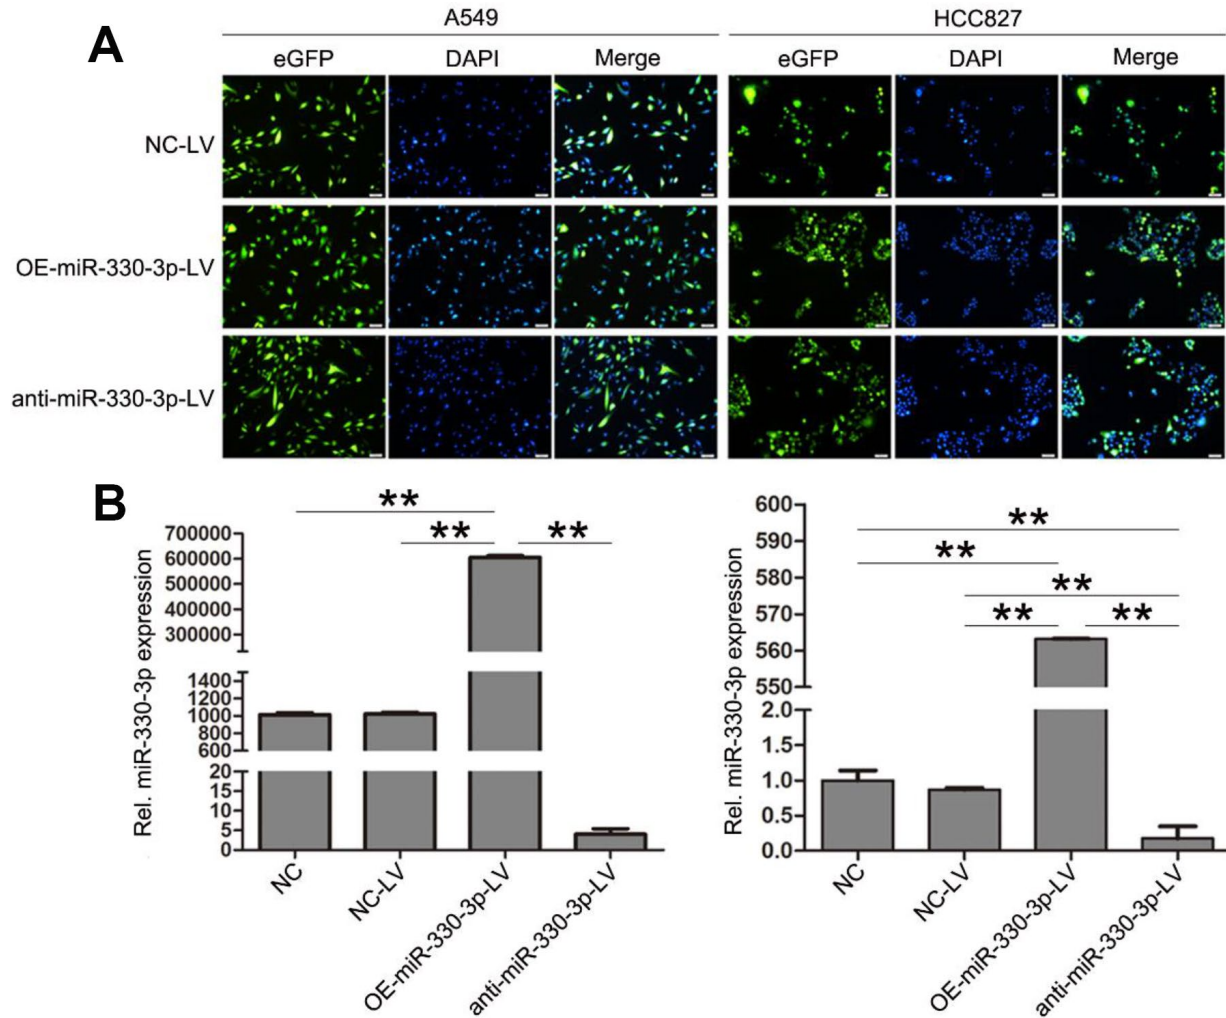 A
A549
HCC827
eGFP
DAPI
Merge
eGFP
DAPI
Merge
NC-LV
OE-miR-330-3p-LV
anti-miR-330-3p-LV
B
Rel. miR-330-3p expression
700000
600000
500000
400000
300000
1400
1200
1000
800
600
20
15
10
5
0
**
**
**
NC
NC-LV
OE-miR-330-3p-LV
anti-miR-330-3p-LV
Rel. miR-330-3p expression
600
590
580
570
560
550
2.0
1.5
1.0
0.5
0.0
**
**
**
**
**
NC
NC-LV
OE-miR-330-3p-LV
anti-miR-330-3p-LV